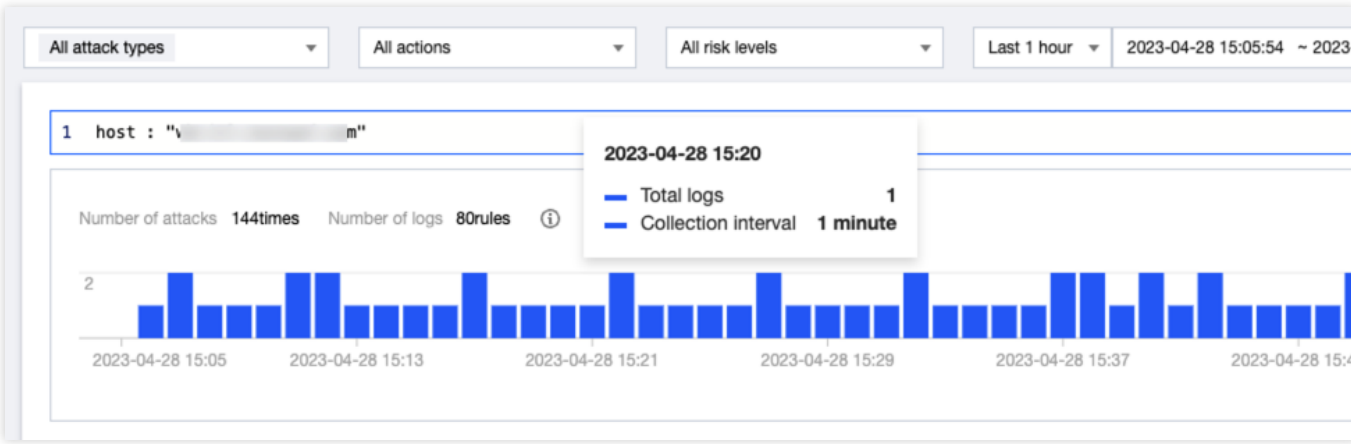 All attack types All actions All risk levels Last 1 hour 2023-04-28 15:05:54 ~ 2023-
1 host : " m"
2023-04-28 15:20
Total logs 1
Collection interval 1 minute
Number of attacks 144times Number of logs 80rules
2
2023-04-28 15:05 2023-04-28 15:13 2023-04-28 15:21 2023-04-28 15:29 2023-04-28 15:37 2023-04-28 15:4